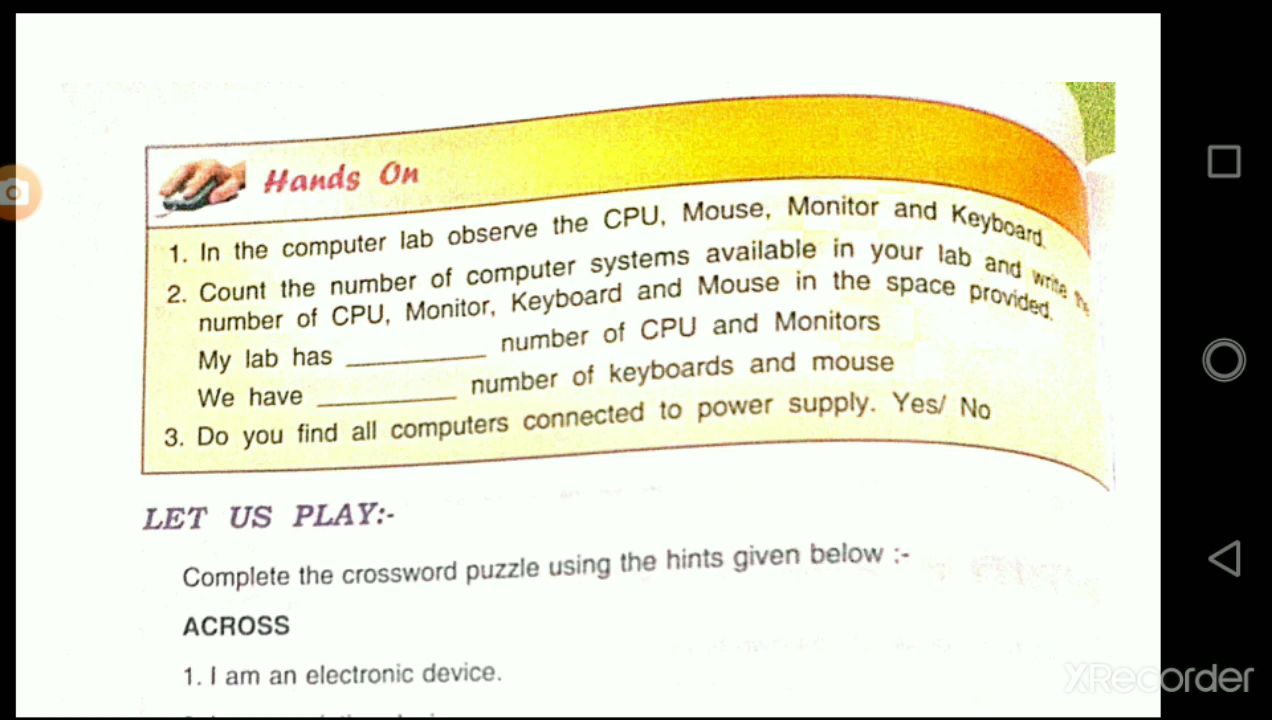 Hands On
1. In the computer lab observe the CPU, Mouse, Monitor and Keyboard.
2. Count the number of computer systems available in your lab and write the
number of CPU, Monitor, Keyboard and Mouse in the space provided.
My lab has __________ number of CPU and Monitors
We have __________ number of keyboards and mouse
3. Do you find all computers connected to power supply. Yes/ No
LET US PLAY:-
Complete the crossword puzzle using the hints given below :-
ACROSS
1. I am an electronic device.
XRecorder